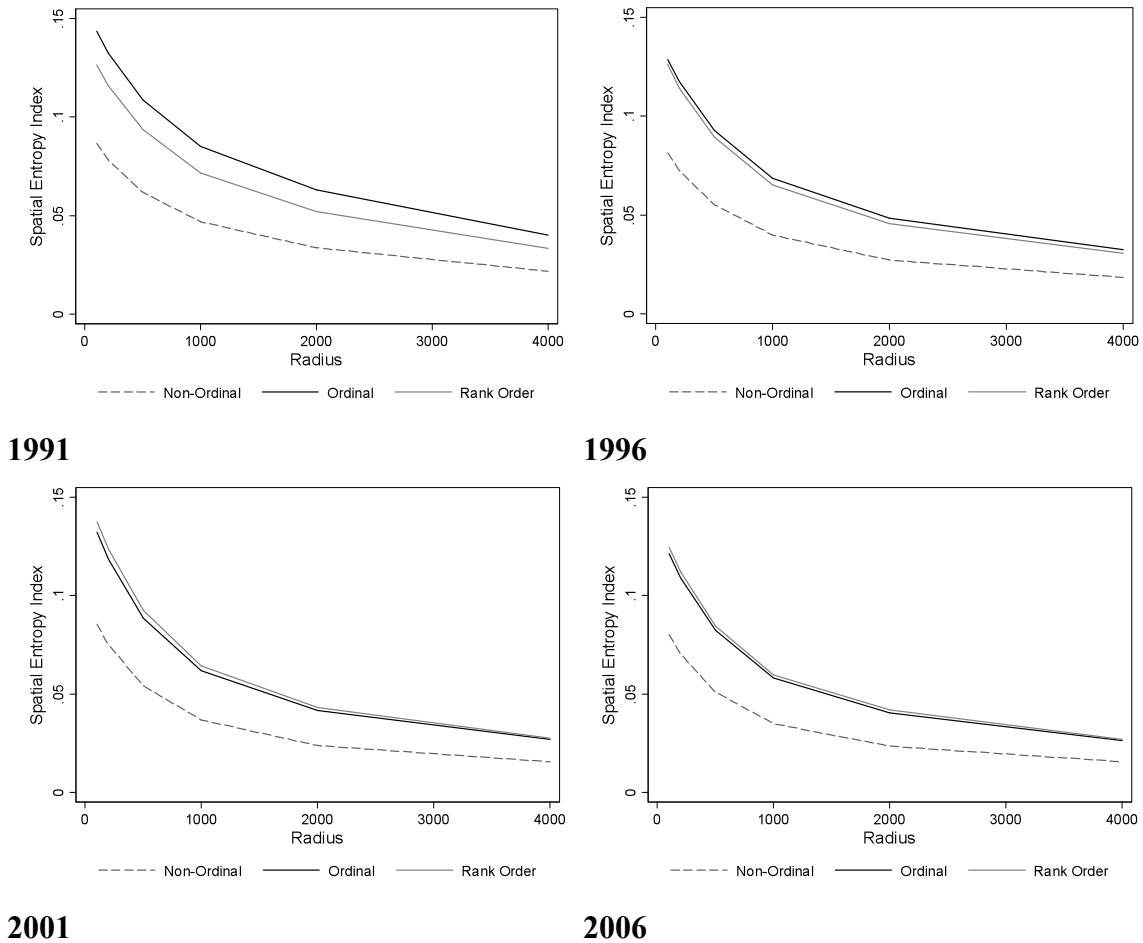 .15
.1
.05
0
Spatial Entropy Index
0 1000 2000 3000 4000
Radius
Non-Ordinal Ordinal Rank Order
1991
.15
.1
.05
0
Spatial Entropy Index
0 1000 2000 3000 4000
Radius
Non-Ordinal Ordinal Rank Order
1996
.15
.1
.05
0
Spatial Entropy Index
0 1000 2000 3000 4000
Radius
Non-Ordinal Ordinal Rank Order
2001
.15
.1
.05
0
Spatial Entropy Index
0 1000 2000 3000 4000
Radius
Non-Ordinal Ordinal Rank Order
2006